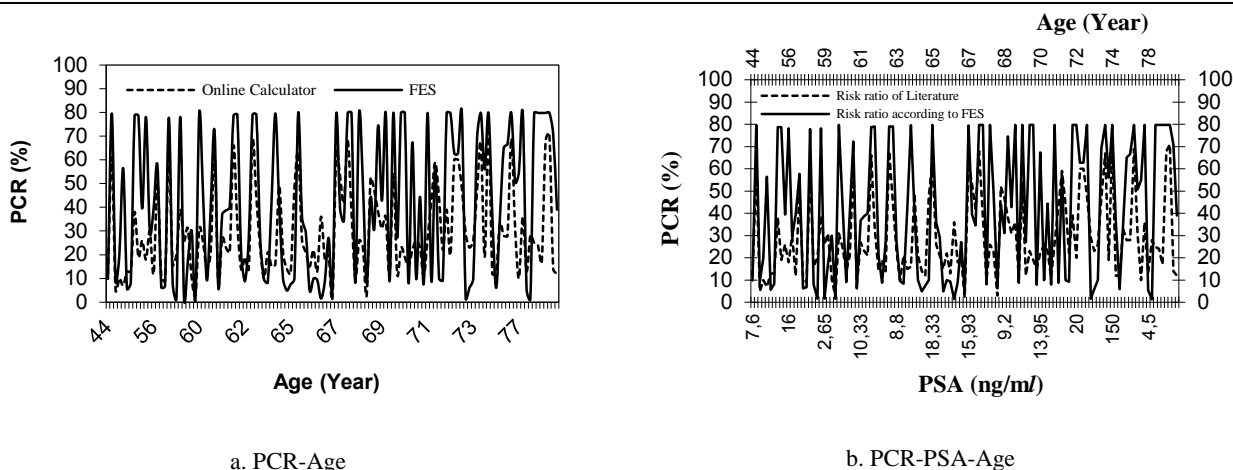 100
90
80
70
60
50
40
30
20
10
0
PCR (%)
Online Calculator FES
44 56 60 62 65 67 69 71 73 77
Age (Year)
a. PCR-Age
Age (Year)
44 56 59 61 63 65 67 70 72 74 78
100 100
90 90
80 80
70 70
60 60
50 50
40 40
30 30
20 20
10 10
0 0
PCR (%)
Risk ratio of Literature
Risk ratio according to FES
7,6 16 2,65 10,33 8,8 18,33 15,93 9,2 13,95 20 150 4,5
PSA (ng/ml)
b. PCR-PSA-Age